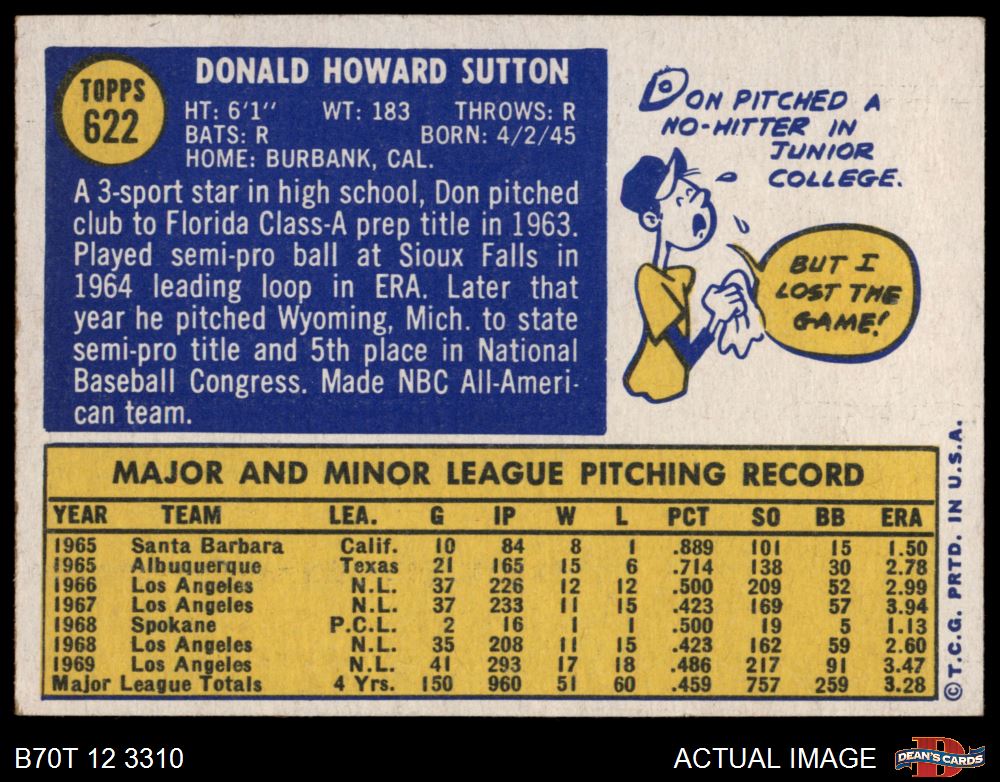 TOPPS
622
DONALD HOWARD SUTTON
HT: 6'1" WT: 183 THROWS: R
BATS: R BORN: 4/2/45
HOME: BURBANK, CAL.
A 3-sport star in high school, Don pitched
club to Florida Class-A prep title in 1963.
Played semi-pro ball at Sioux Falls in
1964 leading loop in ERA. Later that
year he pitched Wyoming, Mich. to state
semi-pro title and 5th place in National
Baseball Congress. Made NBC All-Ameri-
can team.
DON PITCHED A
NO-HITTER IN
JUNIOR
COLLEGE.
BUT I
LOST THE
GAME!
MAJOR AND MINOR LEAGUE PITCHING RECORD
YEAR TEAM LEA. G IP W L PCT SO BB ERA
1965 Santa Barbara Calif. 10 84 8 1 .889 101 15 1.50
1965 Albuquerque Texas 21 165 15 6 .714 138 30 2.78
1966 Los Angeles N.L. 37 226 12 12 .500 209 52 2.99
1967 Los Angeles N.L. 37 233 11 15 .423 169 57 3.94
1968 Spokane P.C.L. 2 16 1 1 .500 19 5 1.13
1968 Los Angeles N.L. 35 208 11 15 .423 162 59 2.60
1969 Los Angeles N.L. 41 293 17 18 .486 217 91 3.47
Major League Totals 4 Yrs. 150 960 51 60 .459 757 259 3.28
© T.C.G. PRTD. IN U.S.A.
B70T 12 3310
ACTUAL IMAGE
D
DEAN'S CARDS